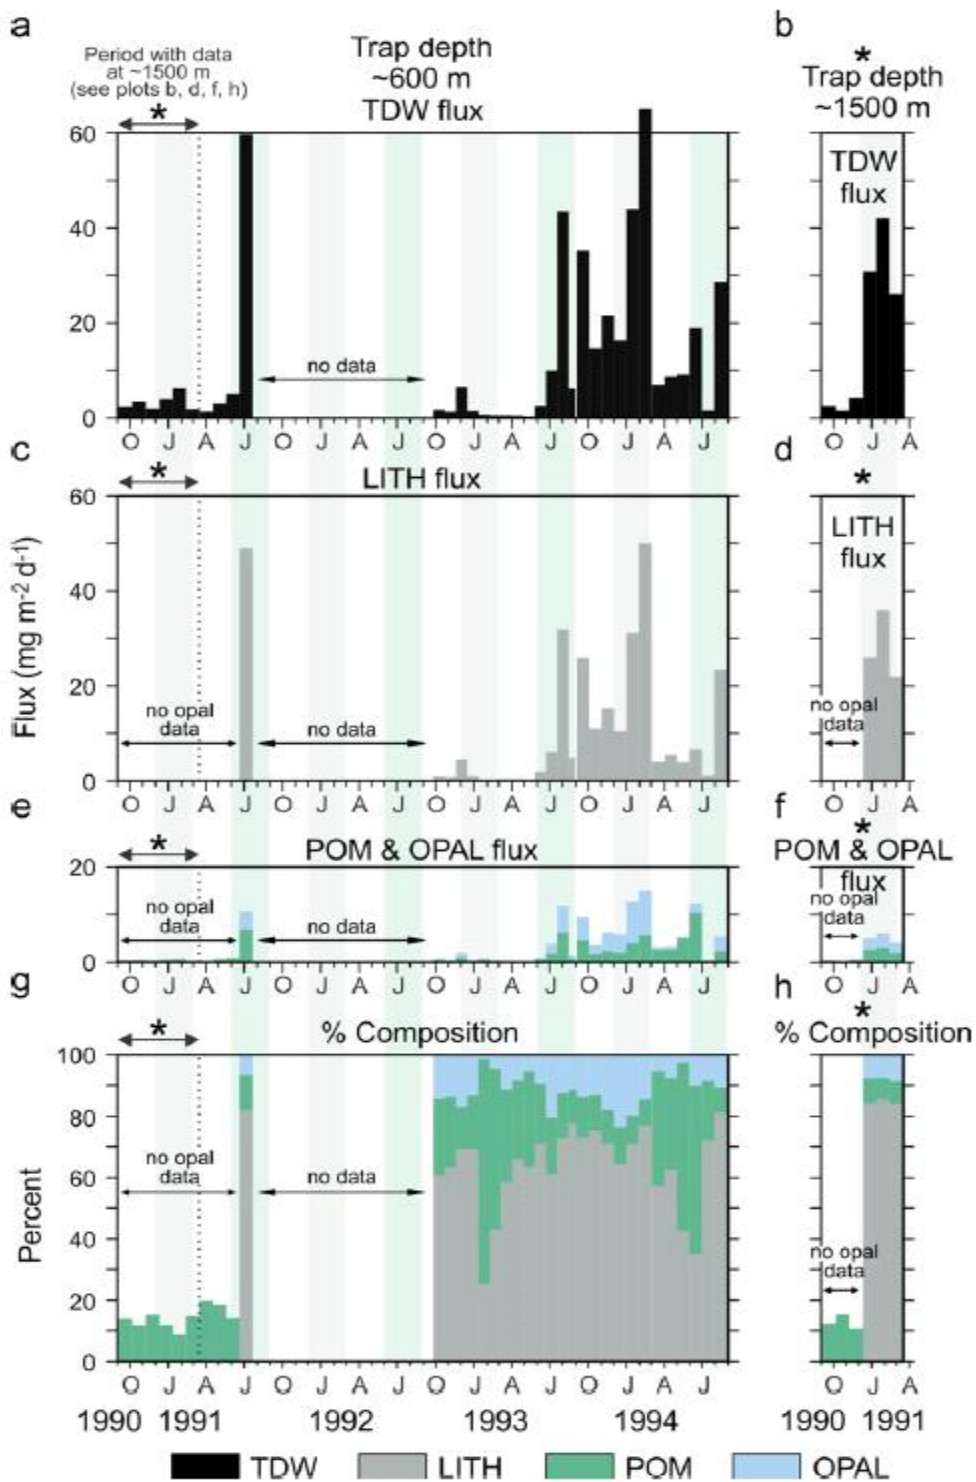 a
b
Period with data
at ~1500 m
(see plots b, d, f, h)
*
Trap depth
~600 m
TDW flux
*
Trap depth
~1500 m
60
40
20
0
no data
TDW
flux
O J A J O J A J O J A J O J A J
O J A
c
d
*
LITH flux
*
Flux (mg m-2 d-1)
60
40
20
0
no opal
data
no data
LITH
flux
no opal
data
O J A J O J A J O J A J O J A J
O J A
e
f
*
POM & OPAL flux
*
POM & OPAL
flux
20
0
no opal
data
no data
no opal
data
O J A J O J A J O J A J O J A J
O J A
g
h
*
% Composition
*
% Composition
Percent
100
80
60
40
20
0
no opal
data
no data
no opal
data
O J A J O J A J O J A J O J A J
O J A
1990 1991 1992 1993 1994
1990 1991
TDW LITH POM OPAL